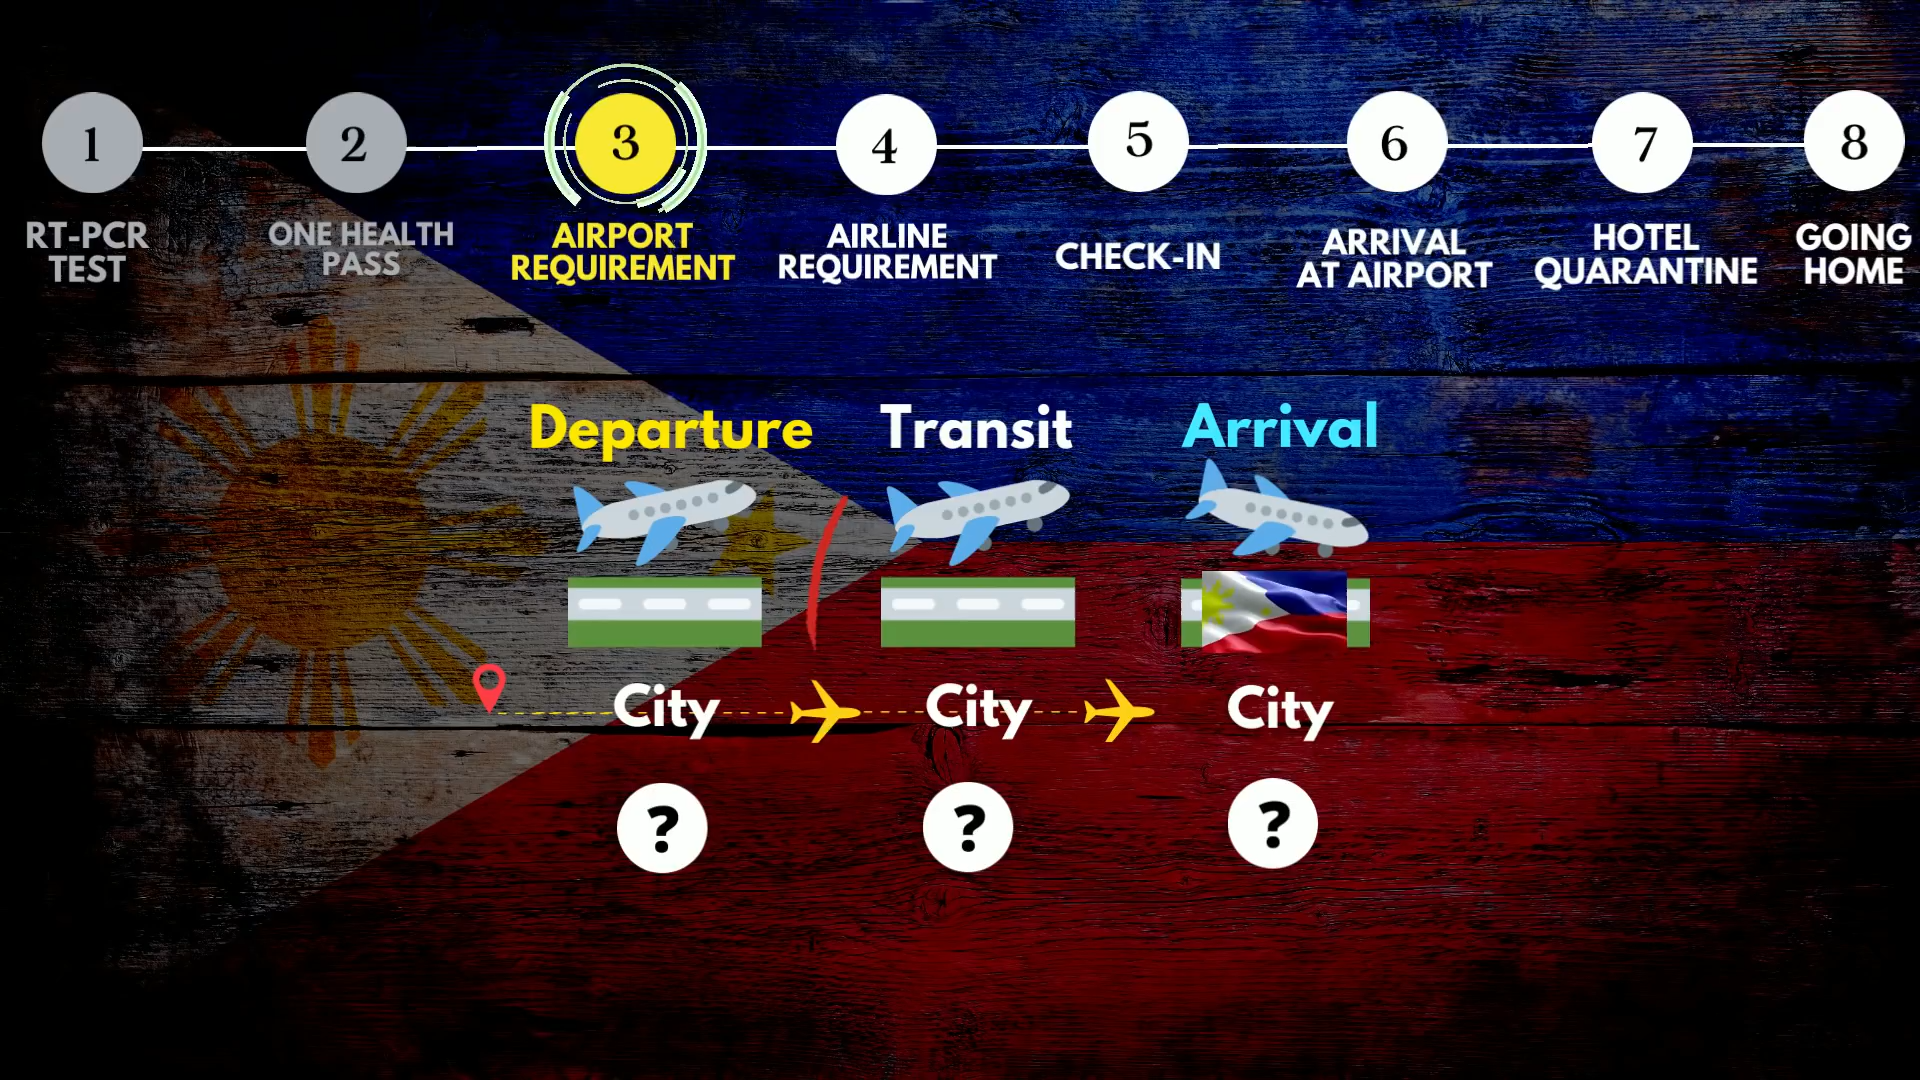 1 2 3 4 5 6 7 8
RT-PCR
TEST
ONE HEALTH
PASS
AIRPORT
REQUIREMENT
AIRLINE
REQUIREMENT
CHECK-IN
ARRIVAL
AT AIRPORT
HOTEL
QUARANTINE
GOING
HOME
Departure Transit Arrival
City City City
? ? ?